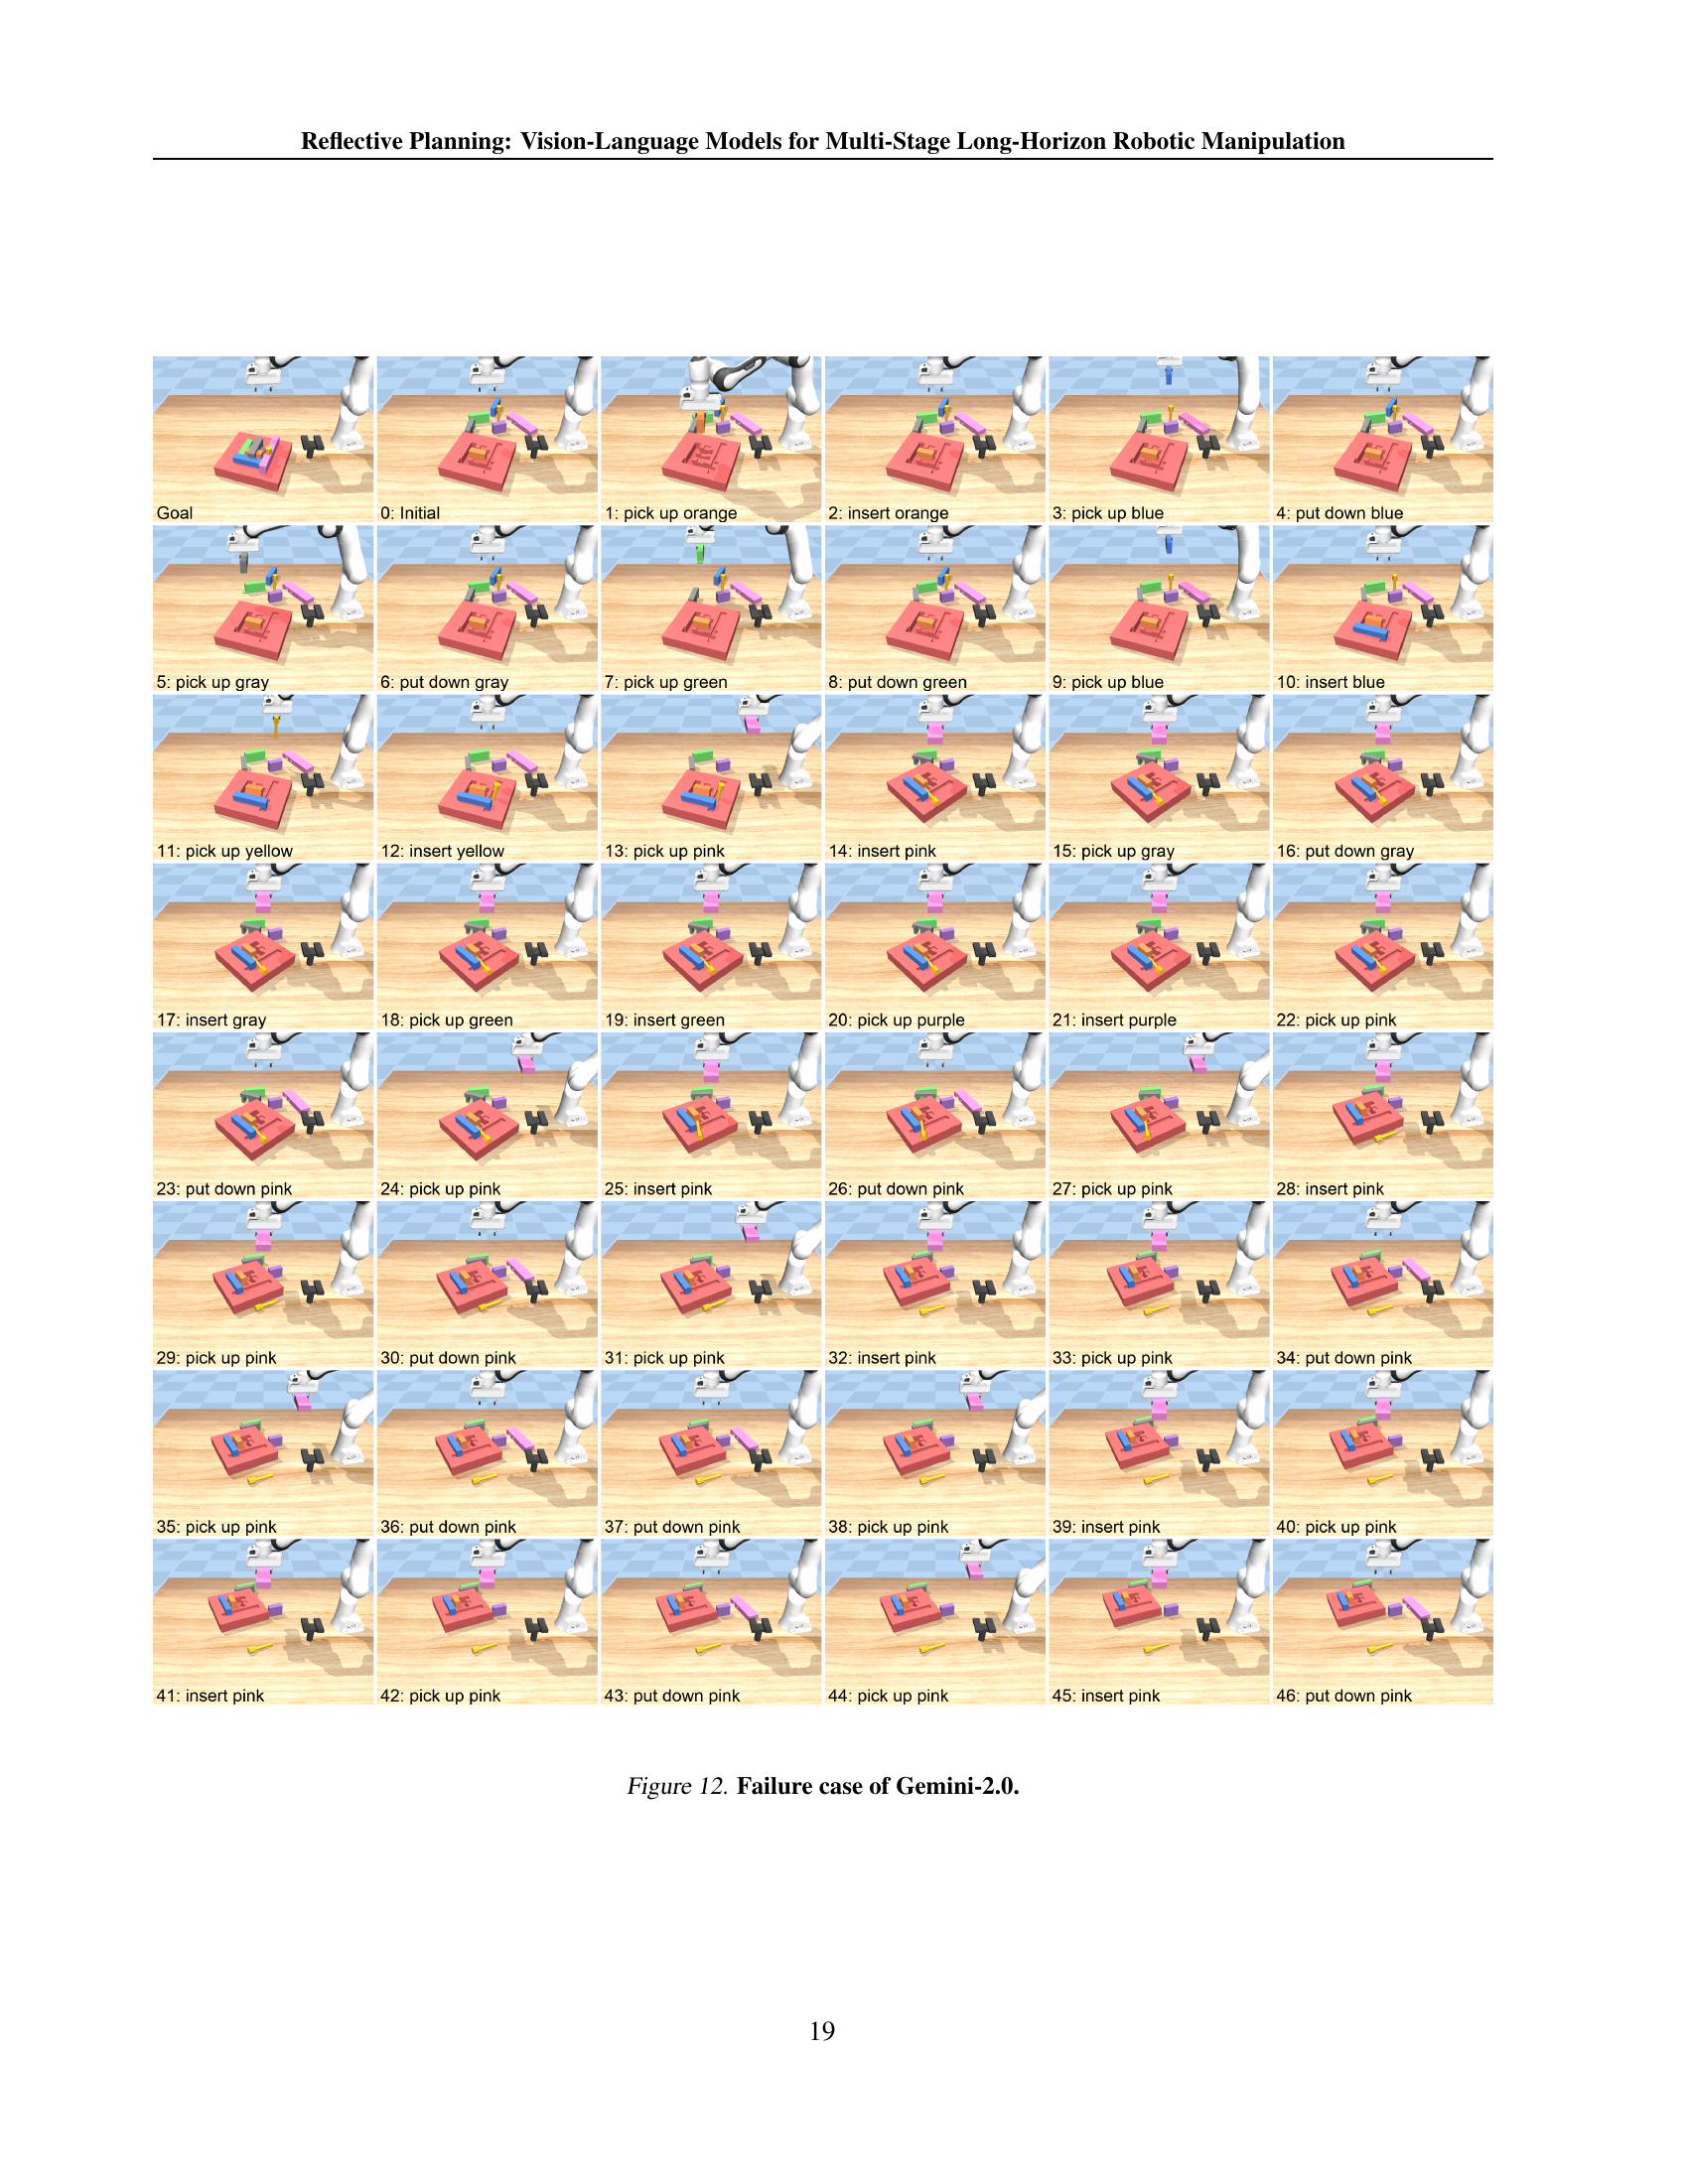 Reflective Planning: Vision-Language Models for Multi-Stage Long-Horizon Robotic Manipulation
Goal
0: Initial
1: pick up orange
2: insert orange
3: pick up blue
4: put down blue
5: pick up gray
6: put down gray
7: pick up green
8: put down green
9: pick up blue
10: insert blue
11: pick up yellow
12: insert yellow
13: pick up pink
14: insert pink
15: pick up gray
16: put down gray
17: insert gray
18: pick up green
19: insert green
20: pick up purple
21: insert purple
22: pick up pink
23: put down pink
24: pick up pink
25: insert pink
26: put down pink
27: pick up pink
28: insert pink
29: pick up pink
30: put down pink
31: pick up pink
32: insert pink
33: pick up pink
34: put down pink
35: pick up pink
36: put down pink
37: put down pink
38: pick up pink
39: insert pink
40: pick up pink
41: insert pink
42: pick up pink
43: put down pink
44: pick up pink
45: insert pink
46: put down pink
Figure 12. Failure case of Gemini-2.0.
19